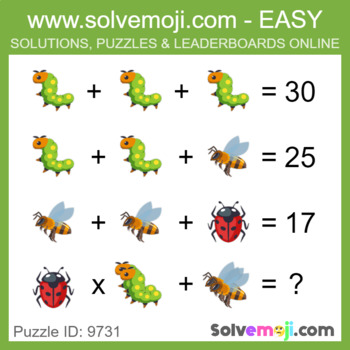 www.solvemoji.com - EASY
SOLUTIONS, PUZZLES & LEADERBOARDS ONLINE
+ + = 30
+ + = 25
+ + = 17
x + = ?
Puzzle ID: 9731
Solvemoji.com